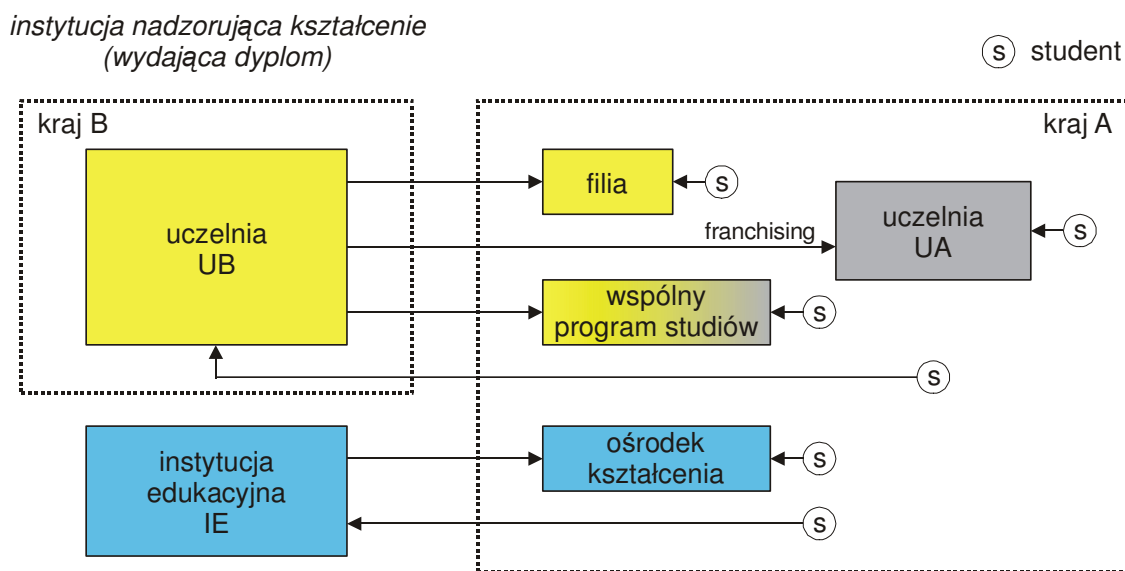 instytucja nadzorująca kształcenie
(wydająca dyplom)
s student
kraj B
kraj A
uczelnia
UB
filia
s
franchising
uczelnia
UA
s
wspólny
program studiów
s
s
instytucja
edukacyjna
IE
ośrodek
kształcenia
s
s